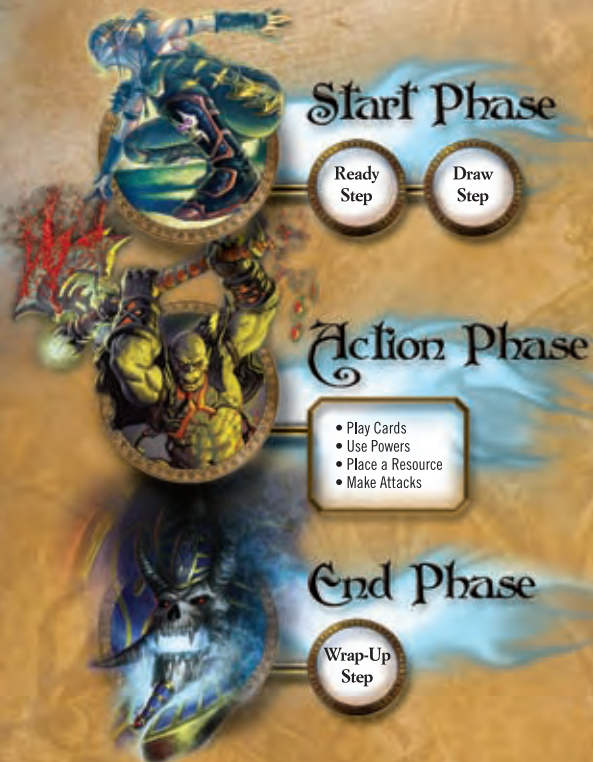 Start Phase
Ready
Step
Draw
Step
Action Phase
• Play Cards
• Use Powers
• Place a Resource
• Make Attacks
End Phase
Wrap-Up
Step